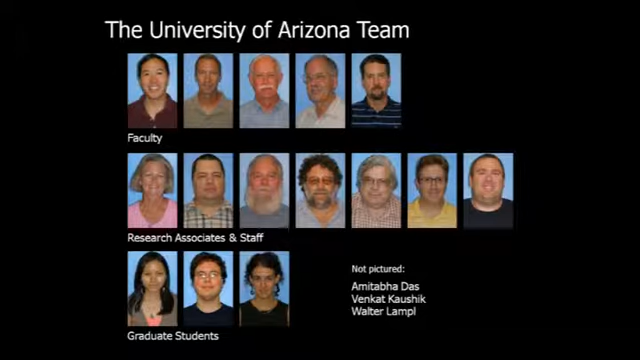 The University of Arizona Team
Faculty
Research Associates & Staff
Not pictured:
Amitabha Das
Venkat Kaushik
Walter Lampl
Graduate Students